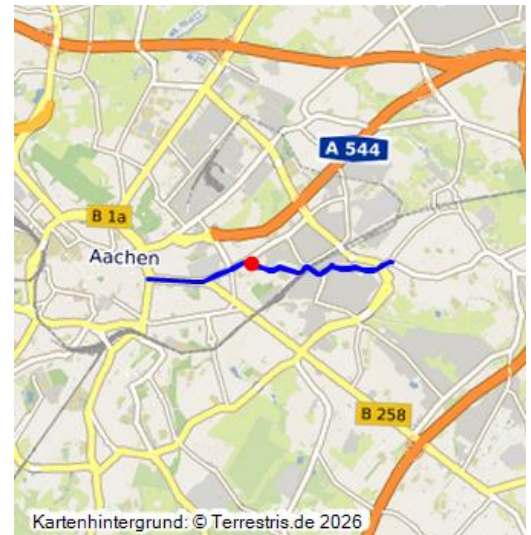 A 544
B 1a
Aachen
B 258
Kartenhintergrund: © Terrestris.de 2026